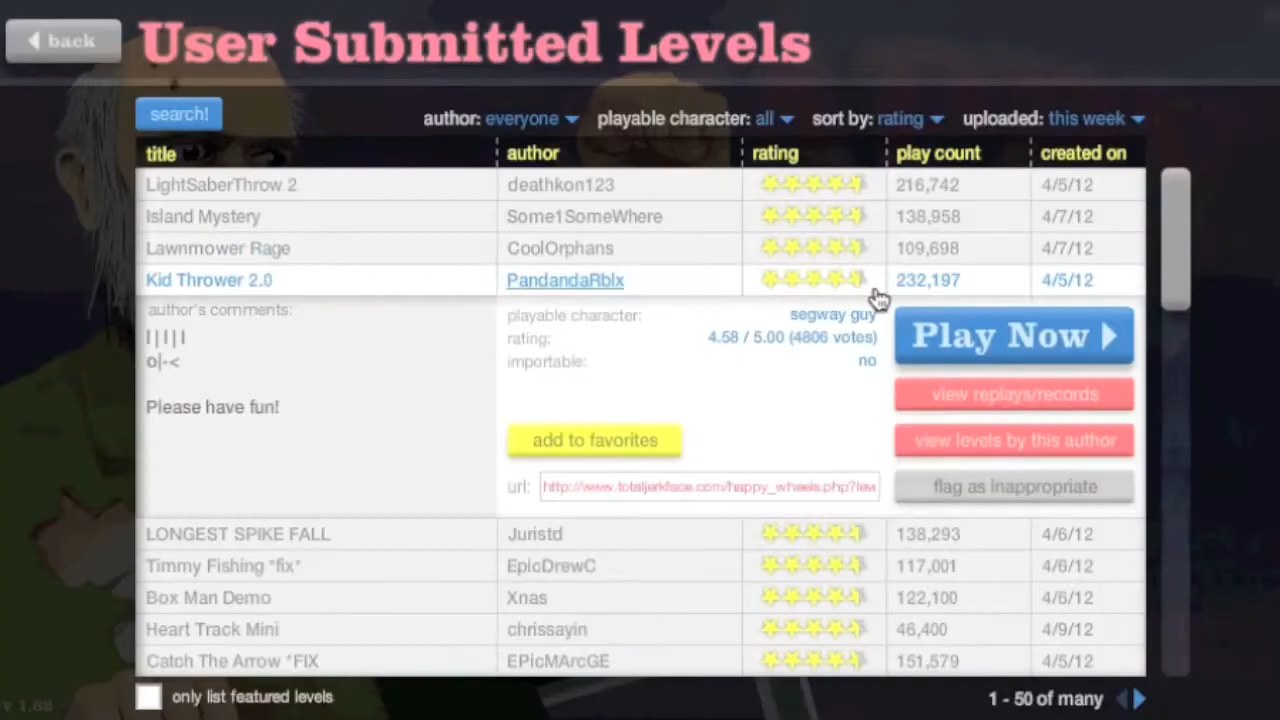 back
User Submitted Levels
search!
author: everyone playable character: all sort by: rating uploaded: this week
title author rating play count created on
LightSaberThrow 2 deathkon123 216,742 4/5/12
Island Mystery Some1SomeWhere 138,958 4/7/12
Lawnmower Rage CoolOrphans 109,698 4/7/12
Kid Thrower 2.0 PandandaRblx 232,197 4/5/12
author's comments:
||||| 
o|-<
Please have fun!
playable character: segway guy
rating: 4.58 / 5.00 (4806 votes)
importable: no
add to favorites
url: http://www.totaljerkface.com/happy_wheels.php?lev
Play Now
view replays/records
view levels by this author
flag as inappropriate
LONGEST SPIKE FALL Juristd 138,293 4/6/12
Timmy Fishing *fix* EpicDrewC 117,001 4/6/12
Box Man Demo Xnas 122,100 4/6/12
Heart Track Mini chrissayin 46,400 4/9/12
Catch The Arrow *FIX EPicMArcGE 151,579 4/5/12
only list featured levels
1 - 50 of many